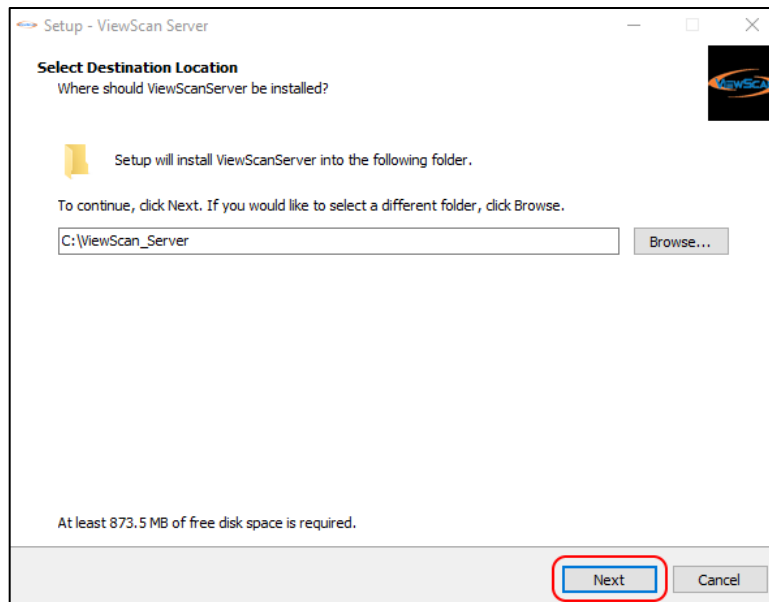 Setup - ViewScan Server
Select Destination Location
Where should ViewScanServer be installed?
VIEWSCA
Setup will install ViewScanServer into the following folder.
To continue, click Next. If you would like to select a different folder, click Browse.
C:\ViewScan_Server
Browse...
At least 873.5 MB of free disk space is required.
Next
Cancel